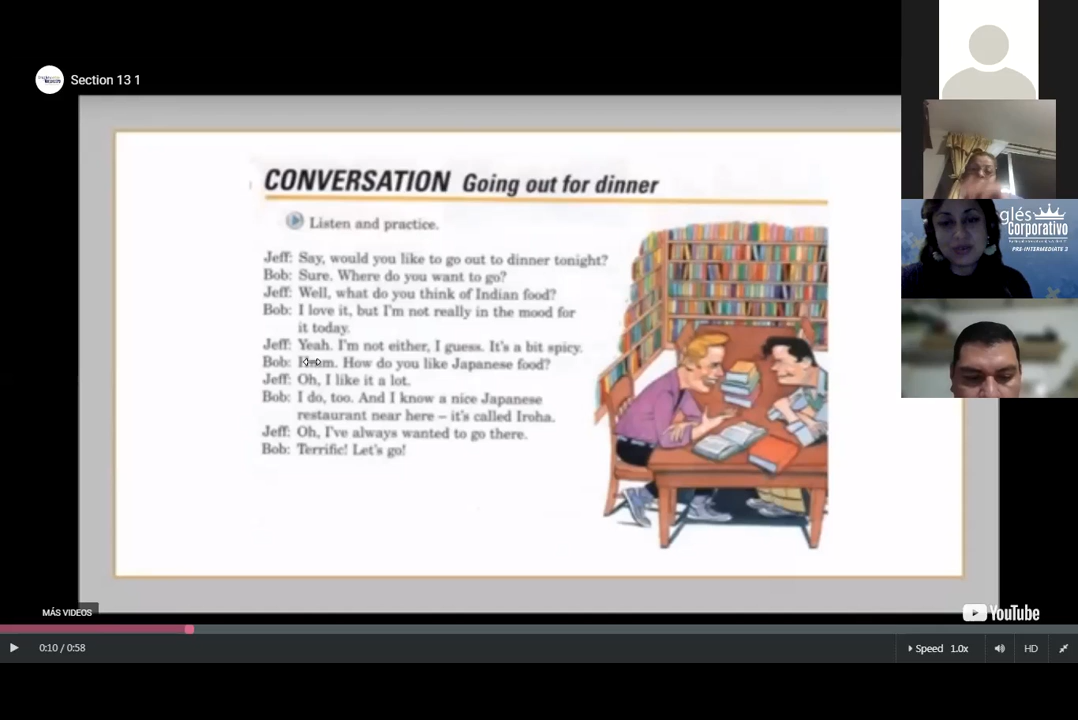 Section 13 1
CONVERSATION Going out for dinner
Listen and practice.
Jeff: Say, would you like to go out to dinner tonight?
Bob: Sure. Where do you want to go?
Jeff: Well, what do you think of Indian food?
Bob: I love it, but I'm not really in the mood for
it today.
Jeff: Yeah. I'm not either, I guess. It's a bit spicy.
Bob: How do you like Japanese food?
Jeff: Oh, I like it a lot.
Bob: I do, too. And I know a nice Japanese
restaurant near here – it's called Iroha.
Jeff: Oh, I've always wanted to go there.
Bob: Terrific! Let's go!
glés
Corporativo
PRE-INTERMEDIATE 2
MÁS VIDEOS
YouTube
0:10 / 0:58
Speed 1.0x
HD